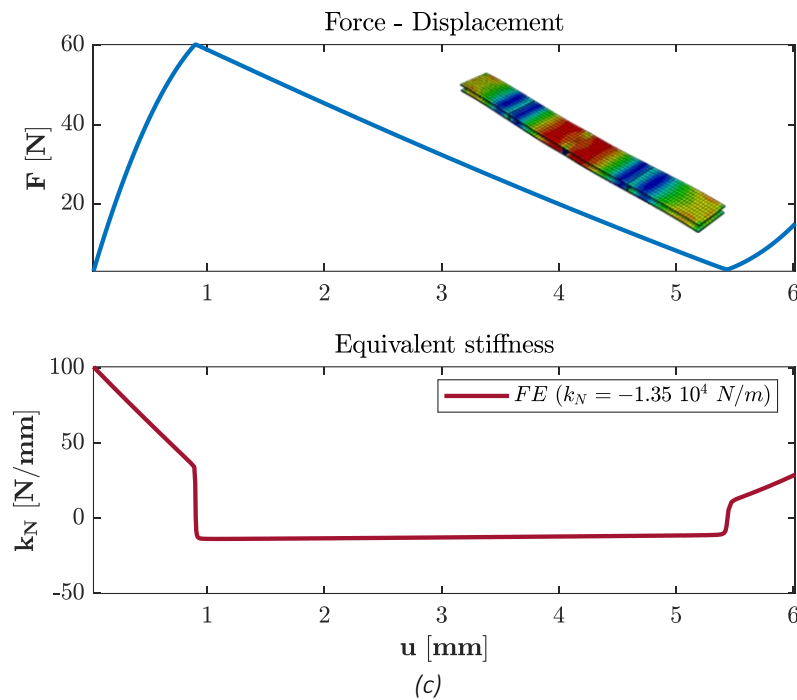 Force - Displacement
F [N]
60
40
20
1 2 3 4 5 6
Equivalent stiffness
k_N [N/mm]
100
50
0
-50
FE (k_N = −1.35 10^4 N/m)
1 2 3 4 5 6
u [mm]
(c)